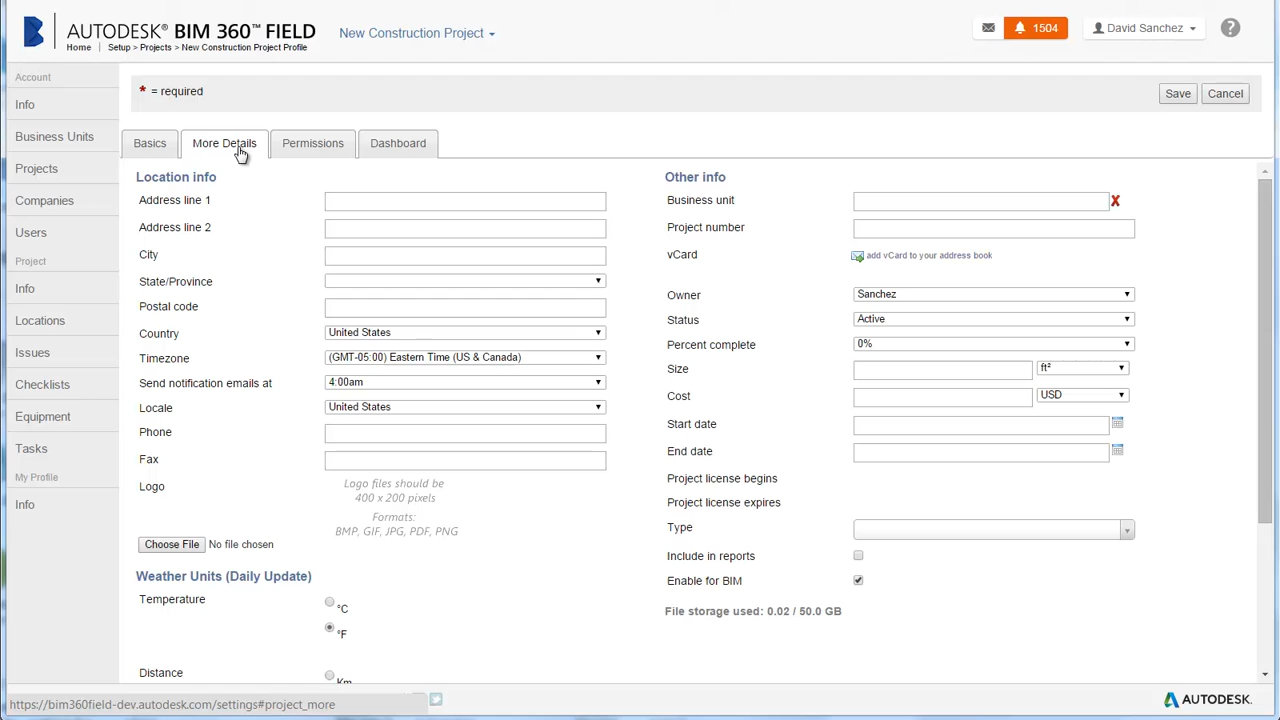 AUTODESK® BIM 360™ FIELD
New Construction Project
1504
David Sanchez
?
Home Setup > Projects > New Construction Project Profile
Account
Info
Business Units
Projects
Companies
Users
Project
Info
Locations
Issues
Checklists
Equipment
Tasks
My Profile
Info
* = required
Save Cancel
Basics More Details Permissions Dashboard
Location info
Address line 1
Address line 2
City
State/Province
Postal code
Country United States
Timezone (GMT-05:00) Eastern Time (US & Canada)
Send notification emails at 4:00am
Locale United States
Phone
Fax
Logo
Logo files should be
400 x 200 pixels
Formats:
BMP, GIF, JPG, PDF, PNG
Choose File No file chosen
Weather Units (Daily Update)
Temperature
°C
°F
Distance
Km
Other info
Business unit X
Project number
vCard add vCard to your address book
Owner Sanchez
Status Active
Percent complete 0%
Size ft²
Cost USD
Start date
End date
Project license begins
Project license expires
Type
Include in reports
Enable for BIM
File storage used: 0.02 / 50.0 GB
https://bim360field-dev.autodesk.com/settings#project_more
AUTODESK.